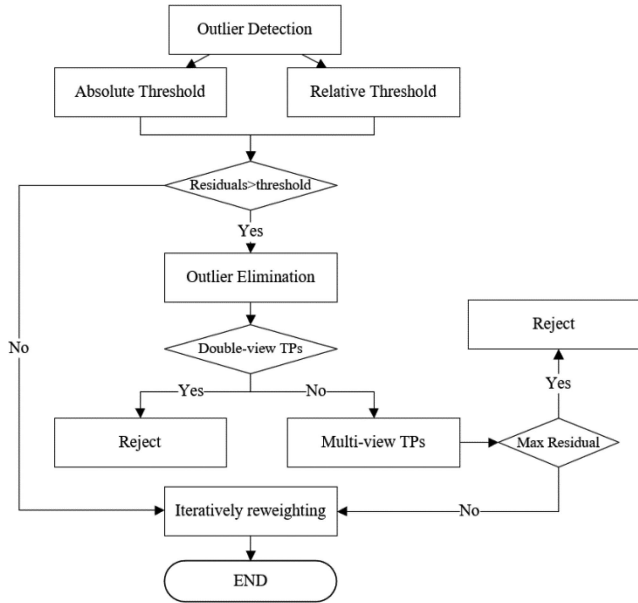 Outlier Detection
Absolute Threshold
Relative Threshold
Residuals>threshold
Yes
Outlier Elimination
Reject
No
Double-view TPs
Yes
No
Yes
Reject
Multi-view TPs
Max Residual
Iteratively reweighting
No
END